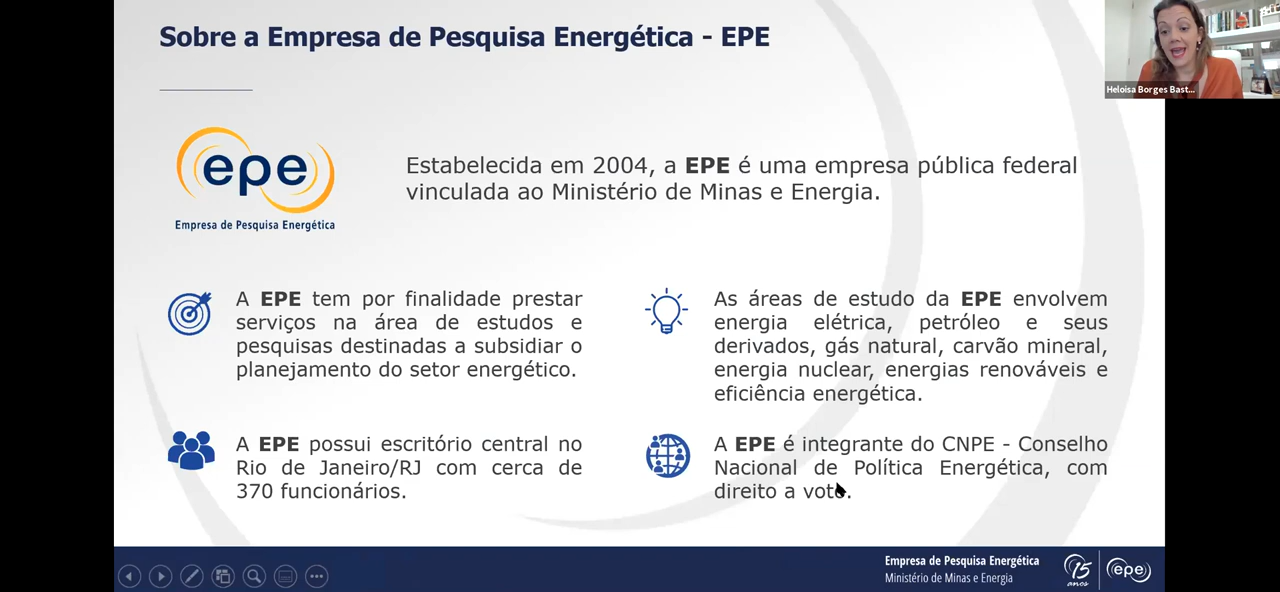 Sobre a Empresa de Pesquisa Energética - EPE
Heloisa Borges Bast...
epe
Empresa de Pesquisa Energética
Estabelecida em 2004, a EPE é uma empresa pública federal
vinculada ao Ministério de Minas e Energia.
A EPE tem por finalidade prestar
serviços na área de estudos e
pesquisas destinadas a subsidiar o
planejamento do setor energético.
As áreas de estudo da EPE envolvem
energia elétrica, petróleo e seus
derivados, gás natural, carvão mineral,
energia nuclear, energias renováveis e
eficiência energética.
A EPE possui escritório central no
Rio de Janeiro/RJ com cerca de
370 funcionários.
A EPE é integrante do CNPE - Conselho
Nacional de Política Energética, com
direito a voto.
Empresa de Pesquisa Energética
Ministério de Minas e Energia
15
anos
epe